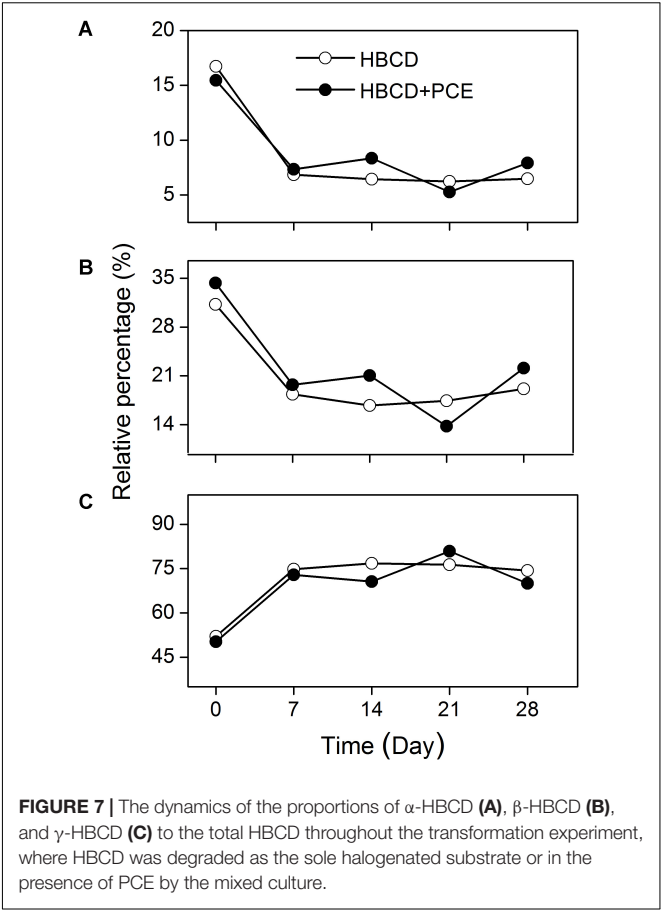 A
20
15
10
5
HBCD
HBCD+PCE
B
35
28
21
14
Relative percentage (%)
C
90
75
60
45
0 7 14 21 28
Time (Day)
FIGURE 7 | The dynamics of the proportions of α-HBCD (A), β-HBCD (B),
and γ-HBCD (C) to the total HBCD throughout the transformation experiment,
where HBCD was degraded as the sole halogenated substrate or in the
presence of PCE by the mixed culture.